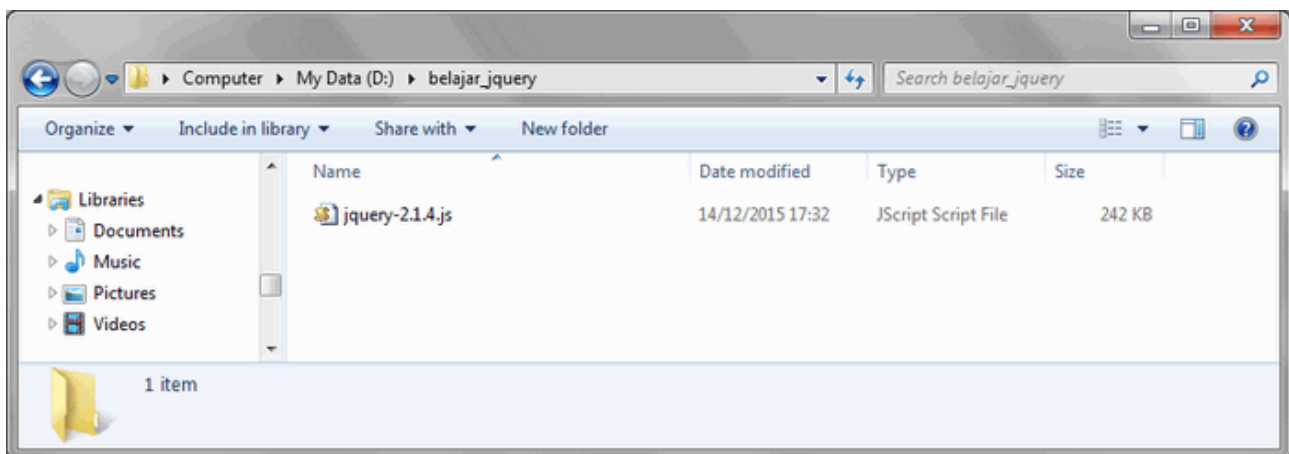 Computer ▸ My Data (D:) ▸ belajar_jquery
Search belajar_jquery
Organize Include in library Share with New folder
Name Date modified Type Size
Libraries
jquery-2.1.4.js 14/12/2015 17:32 JScript Script File 242 KB
Documents
Music
Pictures
Videos
1 item